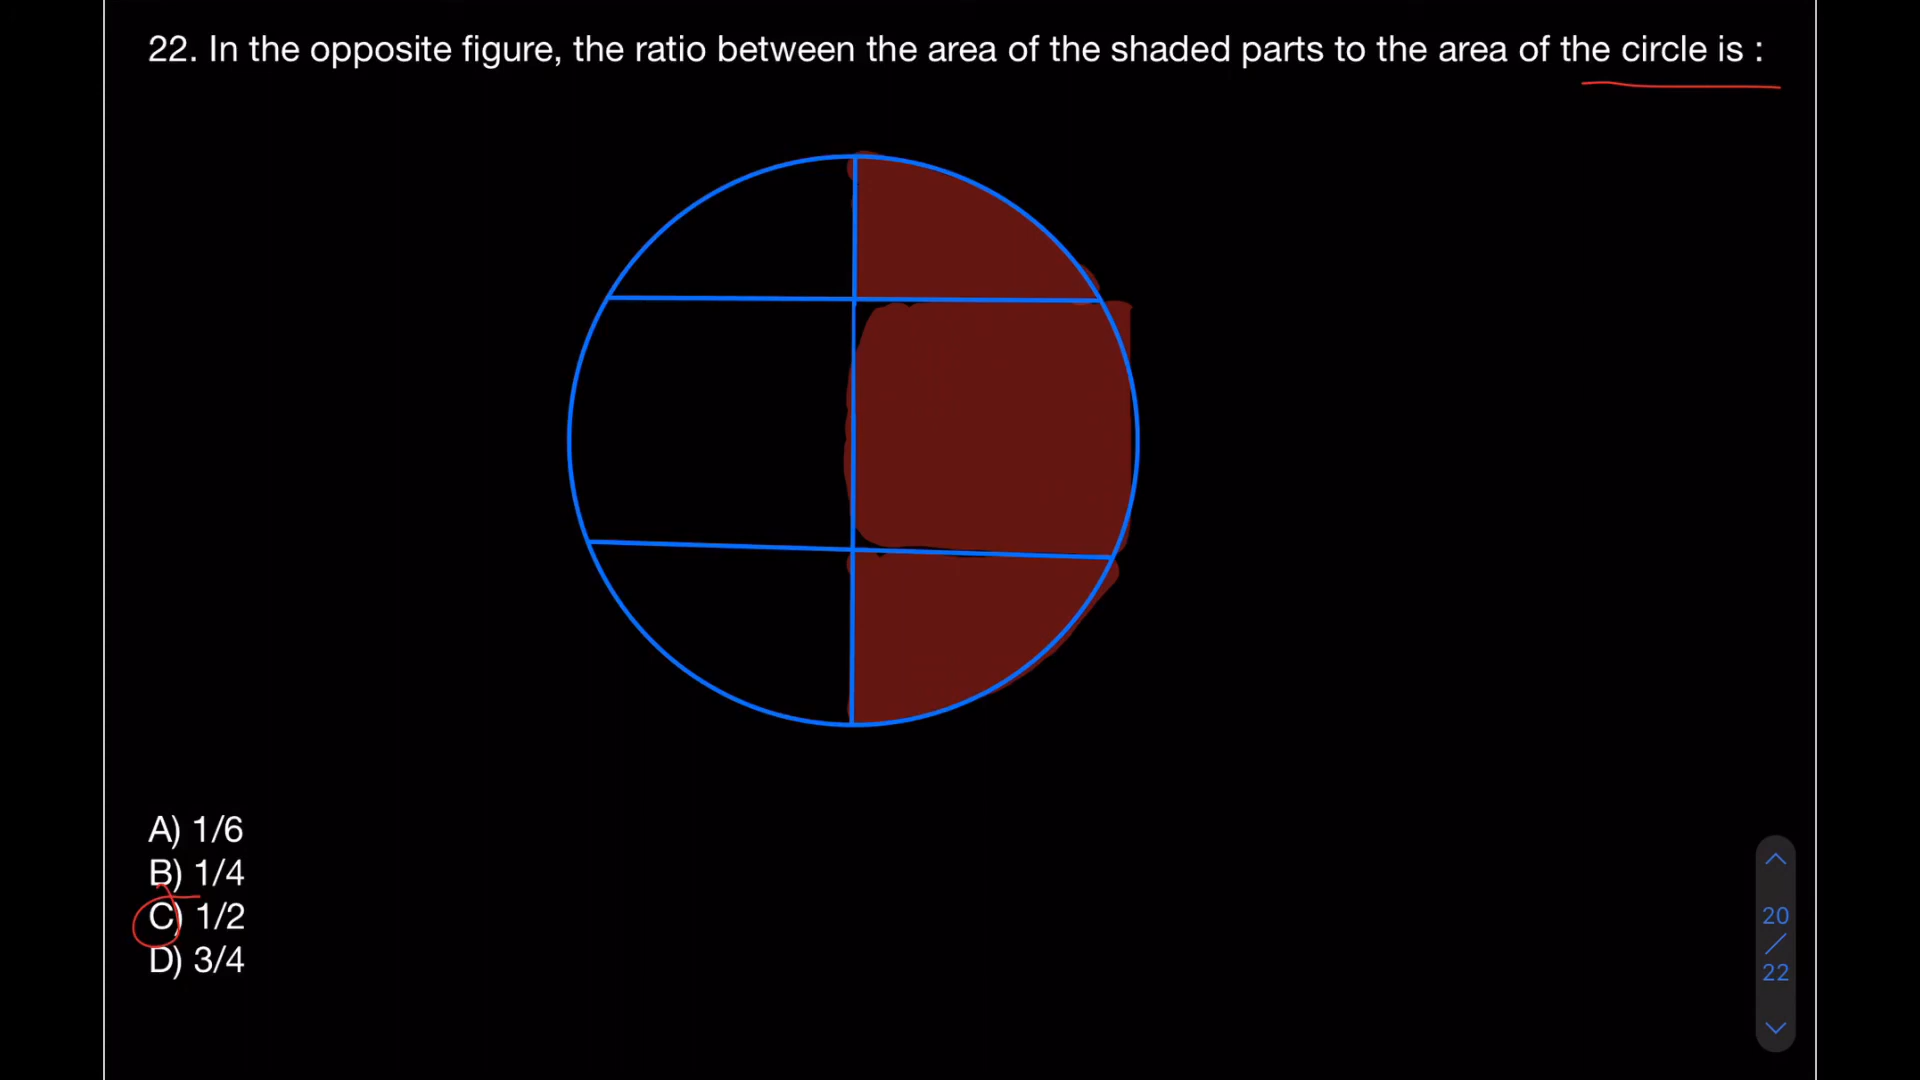 22. In the opposite figure, the ratio between the area of the shaded parts to the area of the circle is :
A) 1/6
B) 1/4
C) 1/2
D) 3/4
20
/
22